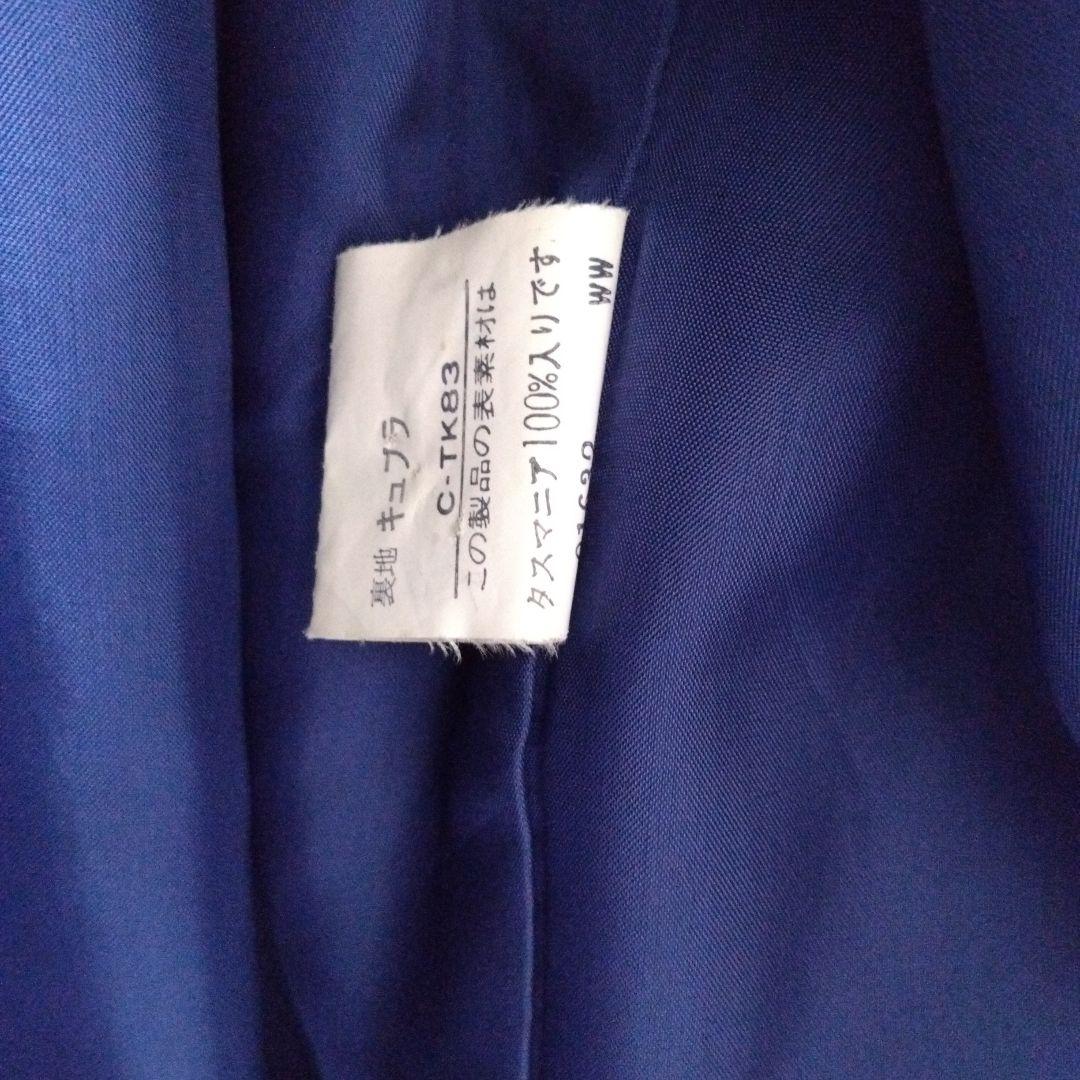 裏地 キュプラ
C-TK83
この製品の表素材は
タスマニア100%入りです
WW